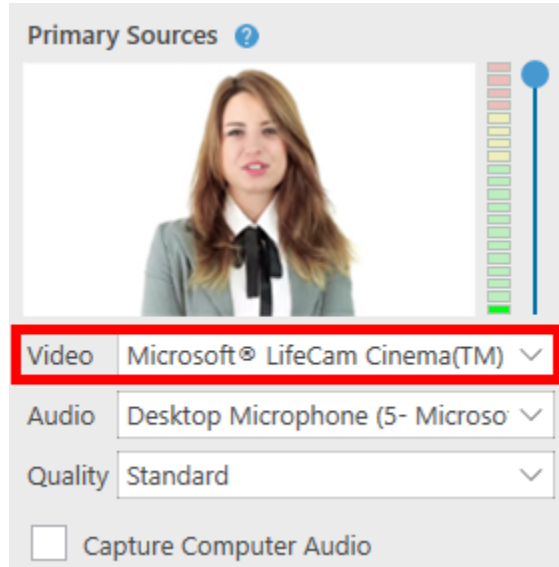 Primary Sources ?
Video Microsoft® LifeCam Cinema(TM)
Audio Desktop Microphone (5- Microso
Quality Standard
Capture Computer Audio